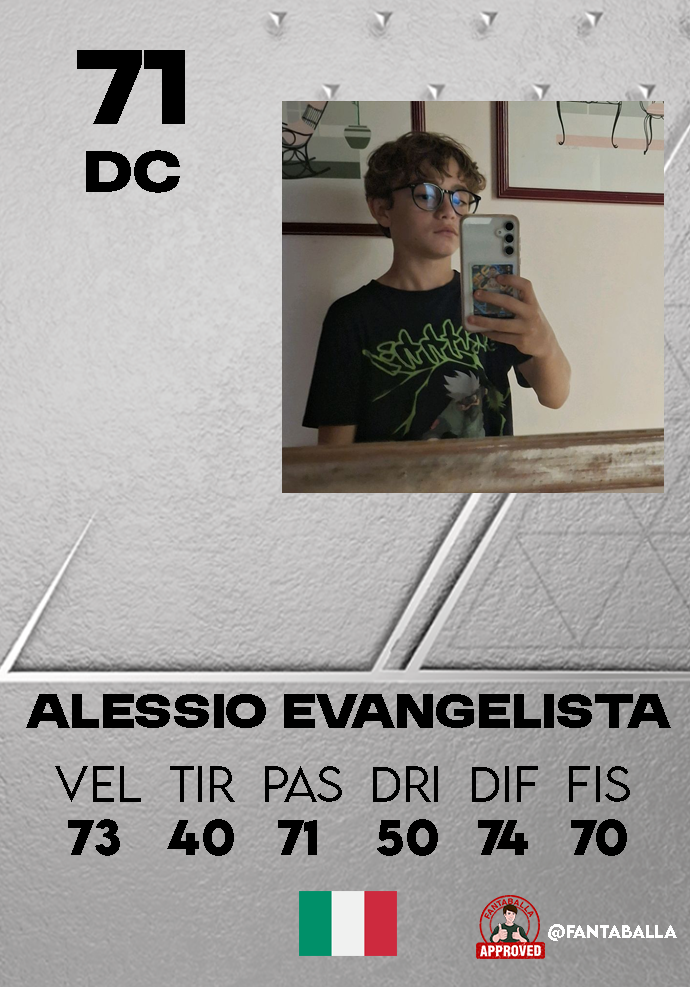 71
DC
ALESSIO EVANGELISTA
VEL TIR PAS DRI DIF FIS
73 40 71 50 74 70
FANTABALLA
APPROVED
@FANTABALLA